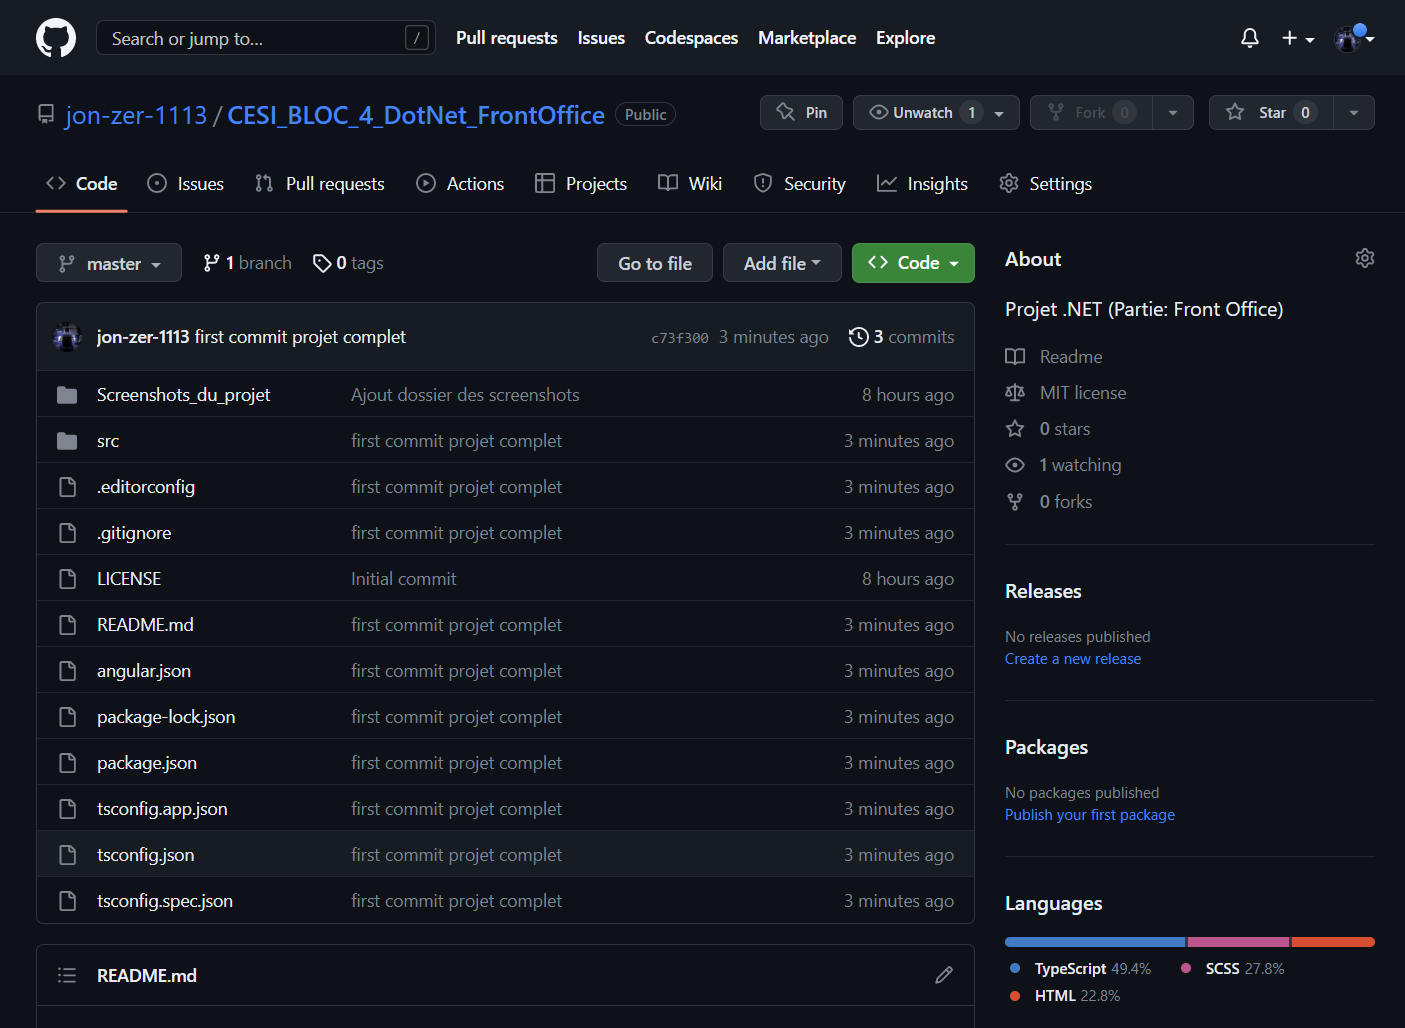 Search or jump to... / Pull requests Issues Codespaces Marketplace Explore
jon-zer-1113 / CESI_BLOC_4_DotNet_FrontOffice Public Pin Unwatch 1 Fork 0 Star 0
Code Issues Pull requests Actions Projects Wiki Security Insights Settings
master 1 branch 0 tags Go to file Add file Code
jon-zer-1113 first commit projet complet c73f300 3 minutes ago 3 commits
Screenshots_du_projet Ajout dossier des screenshots 8 hours ago
src first commit projet complet 3 minutes ago
.editorconfig first commit projet complet 3 minutes ago
.gitignore first commit projet complet 3 minutes ago
LICENSE Initial commit 8 hours ago
README.md first commit projet complet 3 minutes ago
angular.json first commit projet complet 3 minutes ago
package-lock.json first commit projet complet 3 minutes ago
package.json first commit projet complet 3 minutes ago
tsconfig.app.json first commit projet complet 3 minutes ago
tsconfig.json first commit projet complet 3 minutes ago
tsconfig.spec.json first commit projet complet 3 minutes ago
README.md
About
Projet .NET (Partie: Front Office)
Readme
MIT license
0 stars
1 watching
0 forks
Releases
No releases published
Create a new release
Packages
No packages published
Publish your first package
Languages
TypeScript 49.4% SCSS 27.8%
HTML 22.8%